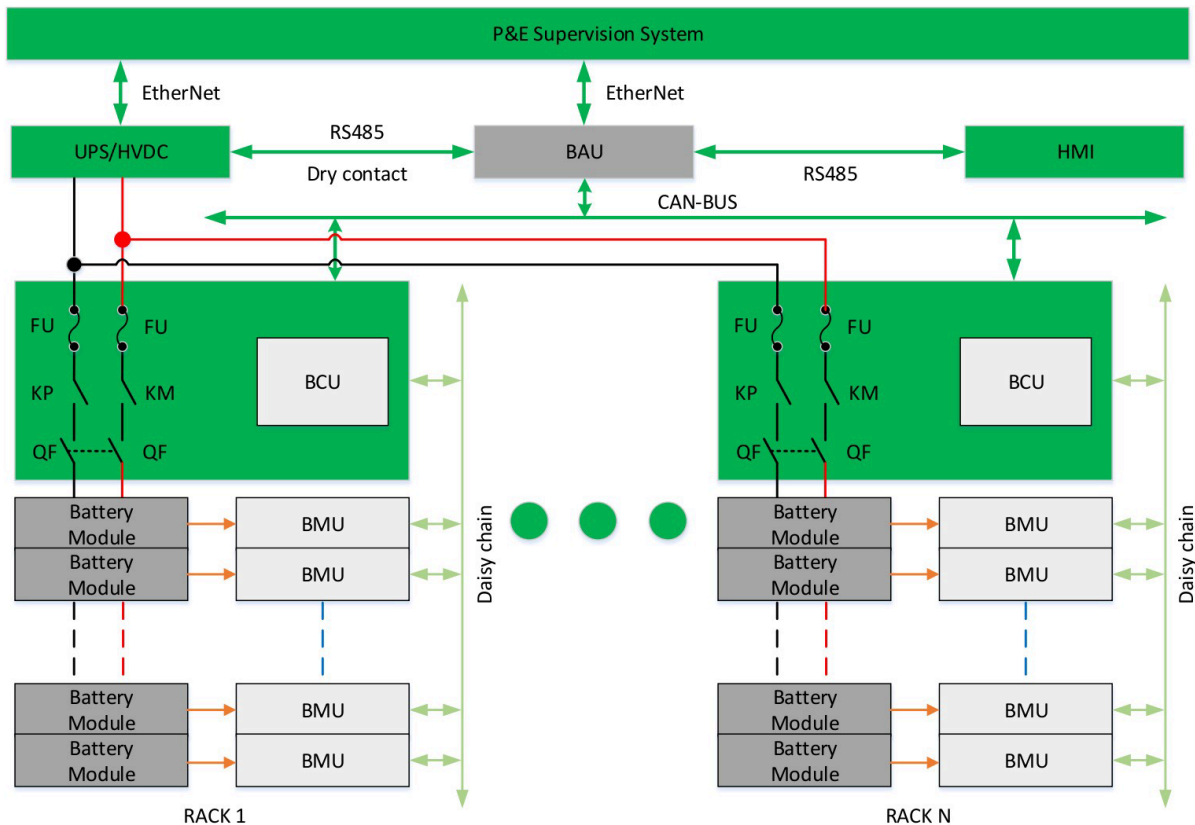 P&E Supervision System
EtherNet
EtherNet
UPS/HVDC
RS485
Dry contact
BAU
RS485
HMI
CAN-BUS
FU
FU
KP
KM
QF
QF
BCU
Battery
Module
BMU
Battery
Module
BMU
Battery
Module
BMU
Battery
Module
BMU
Daisy chain
RACK 1
FU
FU
KP
KM
QF
QF
BCU
Battery
Module
BMU
Battery
Module
BMU
Battery
Module
BMU
Battery
Module
BMU
Daisy chain
RACK N